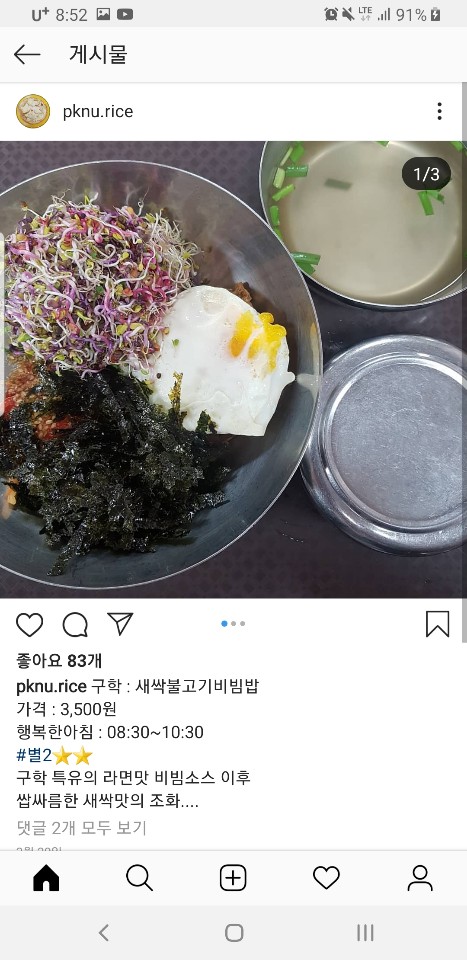 U+ 8:52 LTE 91%
게시물
pknu.rice
1/3
좋아요 83개
pknu.rice 구학 : 새싹불고기비빔밥
가격 : 3,500원
행복한아침 : 08:30~10:30
#별2⭐⭐
구학 특유의 라면맛 비빔소스 이후
쌉싸름한 새싹맛의 조화....
댓글 2개 모두 보기